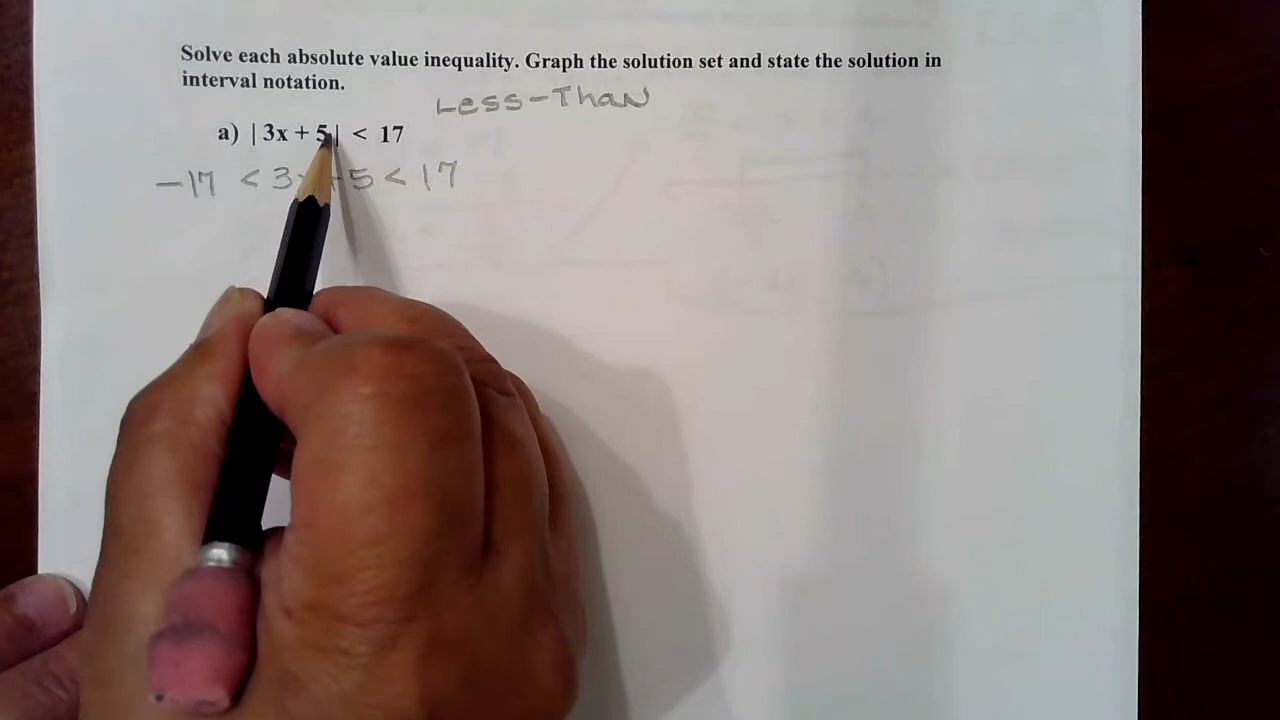 Solve each absolute value inequality. Graph the solution set and state the solution in
interval notation.
Less-Than
a) | 3x + 5 | < 17
-17 < 3x + 5 < 17